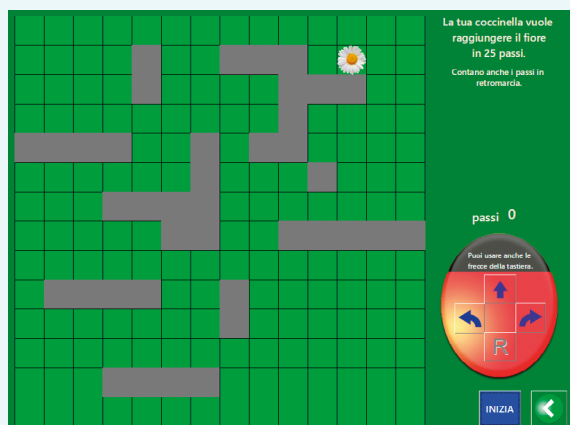 La tua coccinella vuole
raggiungere il fiore
in 25 passi.
Contano anche i passi in
retromarcia.
passi 0
Puoi usare anche le
frecce della tastiera.
R
INIZIA